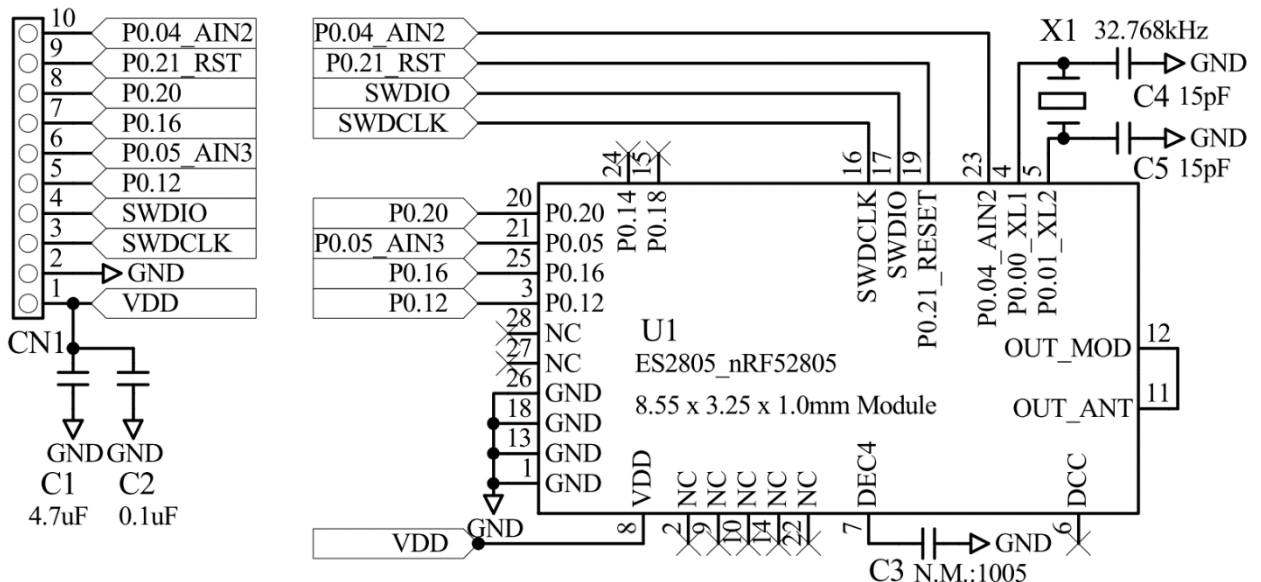 10 P0.04_AIN2
9 P0.21_RST
8 P0.20
7 P0.16
6 P0.05_AIN3
5 P0.12
4 SWDIO
3 SWDCLK
2 GND
1 VDD
CN1
GND GND
C1 C2
4.7uF 0.1uF
P0.04_AIN2
P0.21_RST
SWDIO
SWDCLK
X1 32.768kHz
GND
C4 15pF
GND
C5 15pF
24 15 16 17 19 23 4 5
P0.14 P0.18 SWDCLK SWDIO P0.21_RESET P0.04_AIN2 P0.00_XL1 P0.01_XL2
P0.20 20 P0.20
P0.05_AIN3 21 P0.05
P0.16 25 P0.16
P0.12 3 P0.12
28 NC
27 NC
26 GND
18 GND
13 GND
1 GND
GND
U1
ES2805_nRF52805
8.55 x 3.25 x 1.0mm Module
OUT_MOD 12
OUT_ANT 11
VDD NC NC NC NC NC DEC4 DCC
8 2 9 10 14 22 7 6
VDD
GND
C3 N.M.:1005